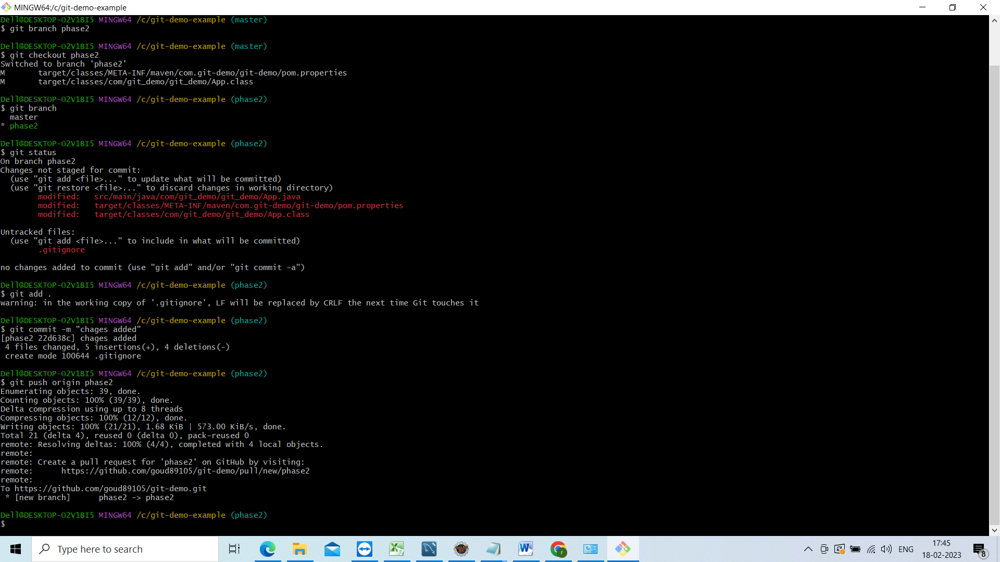 MINGW64:/c/git-demo-example
Dell@DESKTOP-O2V1BI5 MINGW64 /c/git-demo-example (master)
$ git branch phase2
Dell@DESKTOP-O2V1BI5 MINGW64 /c/git-demo-example (master)
$ git checkout phase2
Switched to branch 'phase2'
M       target/classes/META-INF/maven/com.git-demo/git-demo/pom.properties
M       target/classes/com/git_demo/git_demo/App.class
Dell@DESKTOP-O2V1BI5 MINGW64 /c/git-demo-example (phase2)
$ git branch
  master
* phase2
Dell@DESKTOP-O2V1BI5 MINGW64 /c/git-demo-example (phase2)
$ git status
On branch phase2
Changes not staged for commit:
  (use "git add <file>..." to update what will be committed)
  (use "git restore <file>..." to discard changes in working directory)
        modified:   src/main/java/com/git_demo/git_demo/App.java
        modified:   target/classes/META-INF/maven/com.git-demo/git-demo/pom.properties
        modified:   target/classes/com/git_demo/git_demo/App.class
Untracked files:
  (use "git add <file>..." to include in what will be committed)
        .gitignore
no changes added to commit (use "git add" and/or "git commit -a")
Dell@DESKTOP-O2V1BI5 MINGW64 /c/git-demo-example (phase2)
$ git add .
warning: in the working copy of '.gitignore', LF will be replaced by CRLF the next time Git touches it
Dell@DESKTOP-O2V1BI5 MINGW64 /c/git-demo-example (phase2)
$ git commit -m "chages added"
[phase2 22d638c] chages added
 4 files changed, 5 insertions(+), 4 deletions(-)
 create mode 100644 .gitignore
Dell@DESKTOP-O2V1BI5 MINGW64 /c/git-demo-example (phase2)
$ git push origin phase2
Enumerating objects: 39, done.
Counting objects: 100% (39/39), done.
Delta compression using up to 8 threads
Compressing objects: 100% (12/12), done.
Writing objects: 100% (21/21), 1.68 KiB | 573.00 KiB/s, done.
Total 21 (delta 4), reused 0 (delta 0), pack-reused 0
remote: Resolving deltas: 100% (4/4), completed with 4 local objects.
remote:
remote: Create a pull request for 'phase2' on GitHub by visiting:
remote:      https://github.com/goud89105/git-demo/pull/new/phase2
remote:
To https://github.com/goud89105/git-demo.git
 * [new branch]      phase2 -> phase2
Dell@DESKTOP-O2V1BI5 MINGW64 /c/git-demo-example (phase2)
$
Type here to search
ENG
17:45
18-02-2023
8